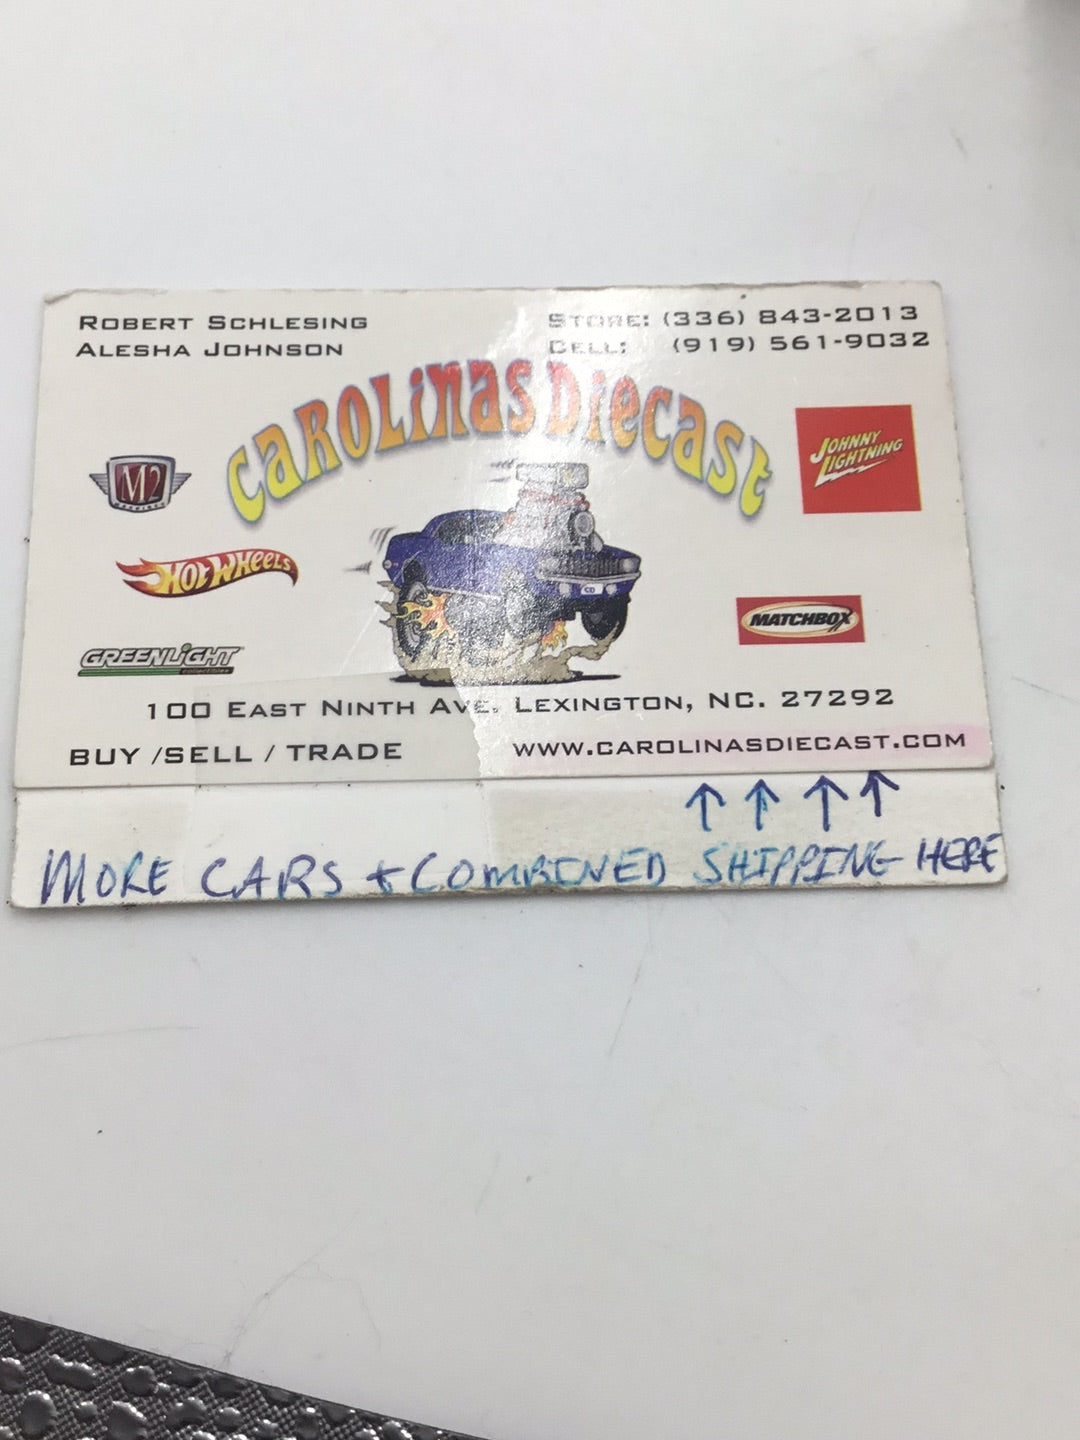 ROBERT SCHLESING
ALESHA JOHNSON
STORE: (336) 843-2013
CELL: (919) 561-9032
CAROLINAS DIECAST
M2
JOHNNY LIGHTNING
HOT WHEELS
CD
MATCHBOX
GREENLIGHT
100 EAST NINTH AVE. LEXINGTON, NC. 27292
BUY /SELL / TRADE
WWW.CAROLINASDIECAST.COM
MORE CARS + COMBINED SHIPPING HERE